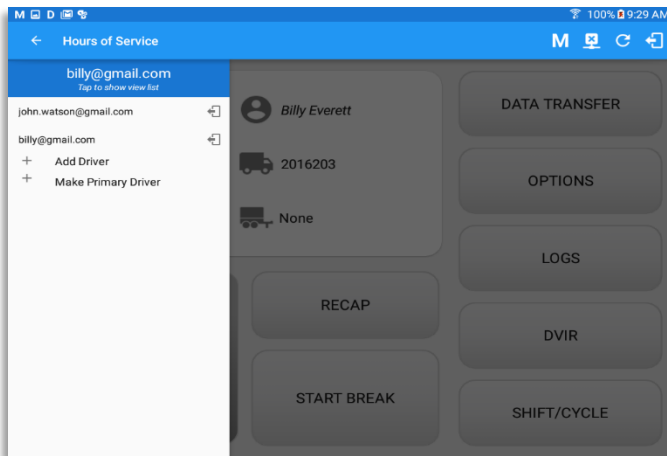 M D 100% 9:29 AM
Hours of Service
M
billy@gmail.com
Tap to show view list
john.watson@gmail.com
billy@gmail.com
+ Add Driver
+ Make Primary Driver
Billy Everett
2016203
None
RECAP
START BREAK
DATA TRANSFER
OPTIONS
LOGS
DVIR
SHIFT/CYCLE